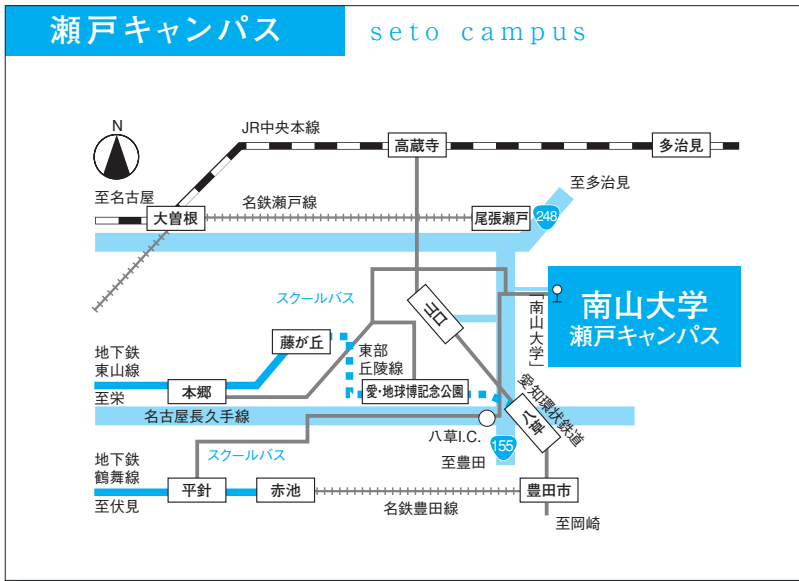 瀬戸キャンパス
seto campus
N
JR中央本線
高蔵寺
多治見
至名古屋
至多治見
大曽根
名鉄瀬戸線
尾張瀬戸
248
スクールバス
山口
「南山大学」
南山大学
瀬戸キャンパス
藤が丘
東部
丘陵線
地下鉄
東山線
至栄
本郷
愛・地球博記念公園
愛知環状鉄道
名古屋長久手線
八草I.C.
八草
155
スクールバス
至豊田
地下鉄
鶴舞線
至伏見
平針
赤池
名鉄豊田線
豊田市
至岡崎